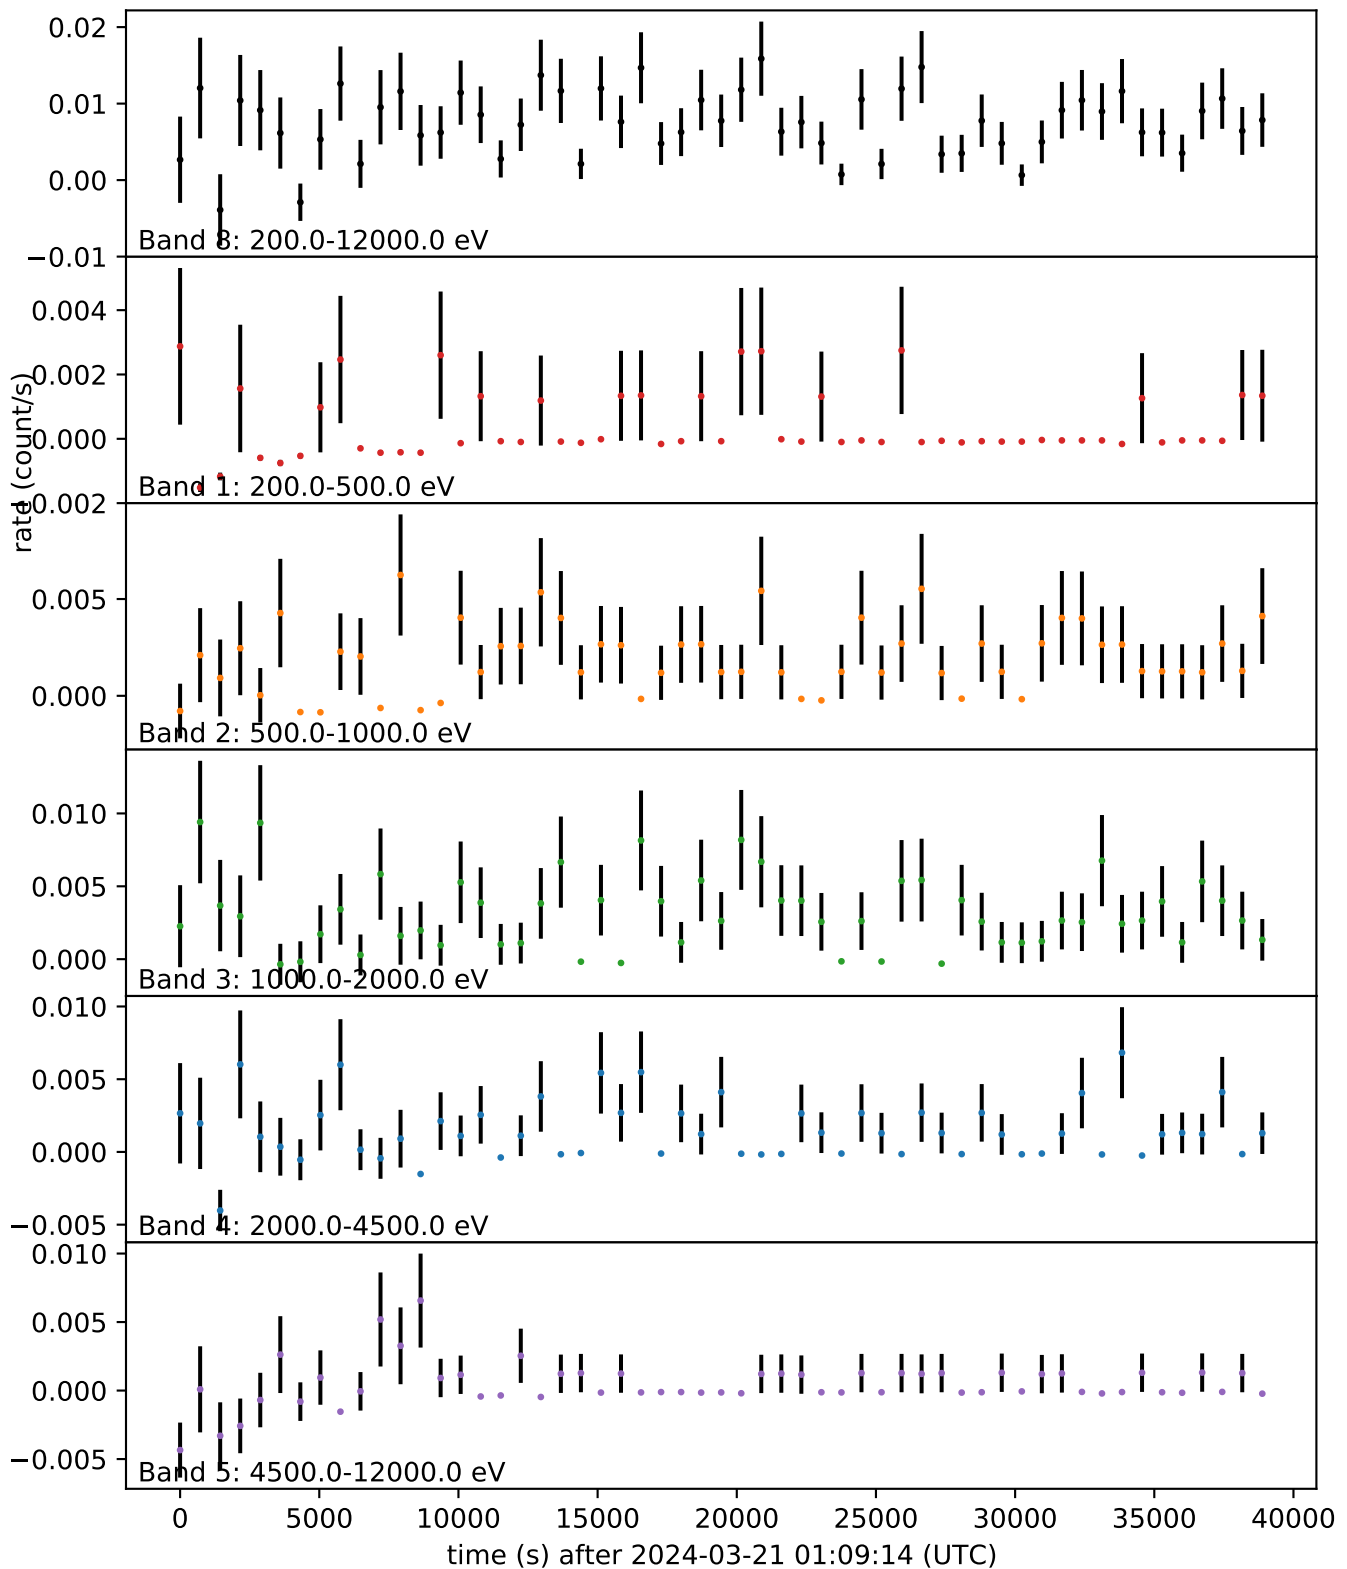 0.02
0.01
0.00
−0.01
Band 8: 200.0-12000.0 eV
0.004
0.002
0.000
−0.002
Band 1: 200.0-500.0 eV
rate (count/s)
0.005
0.000
Band 2: 500.0-1000.0 eV
0.010
0.005
0.000
Band 3: 1000.0-2000.0 eV
0.010
0.005
0.000
−0.005
Band 4: 2000.0-4500.0 eV
0.010
0.005
0.000
−0.005
Band 5: 4500.0-12000.0 eV
0 5000 10000 15000 20000 25000 30000 35000 40000
time (s) after 2024-03-21 01:09:14 (UTC)